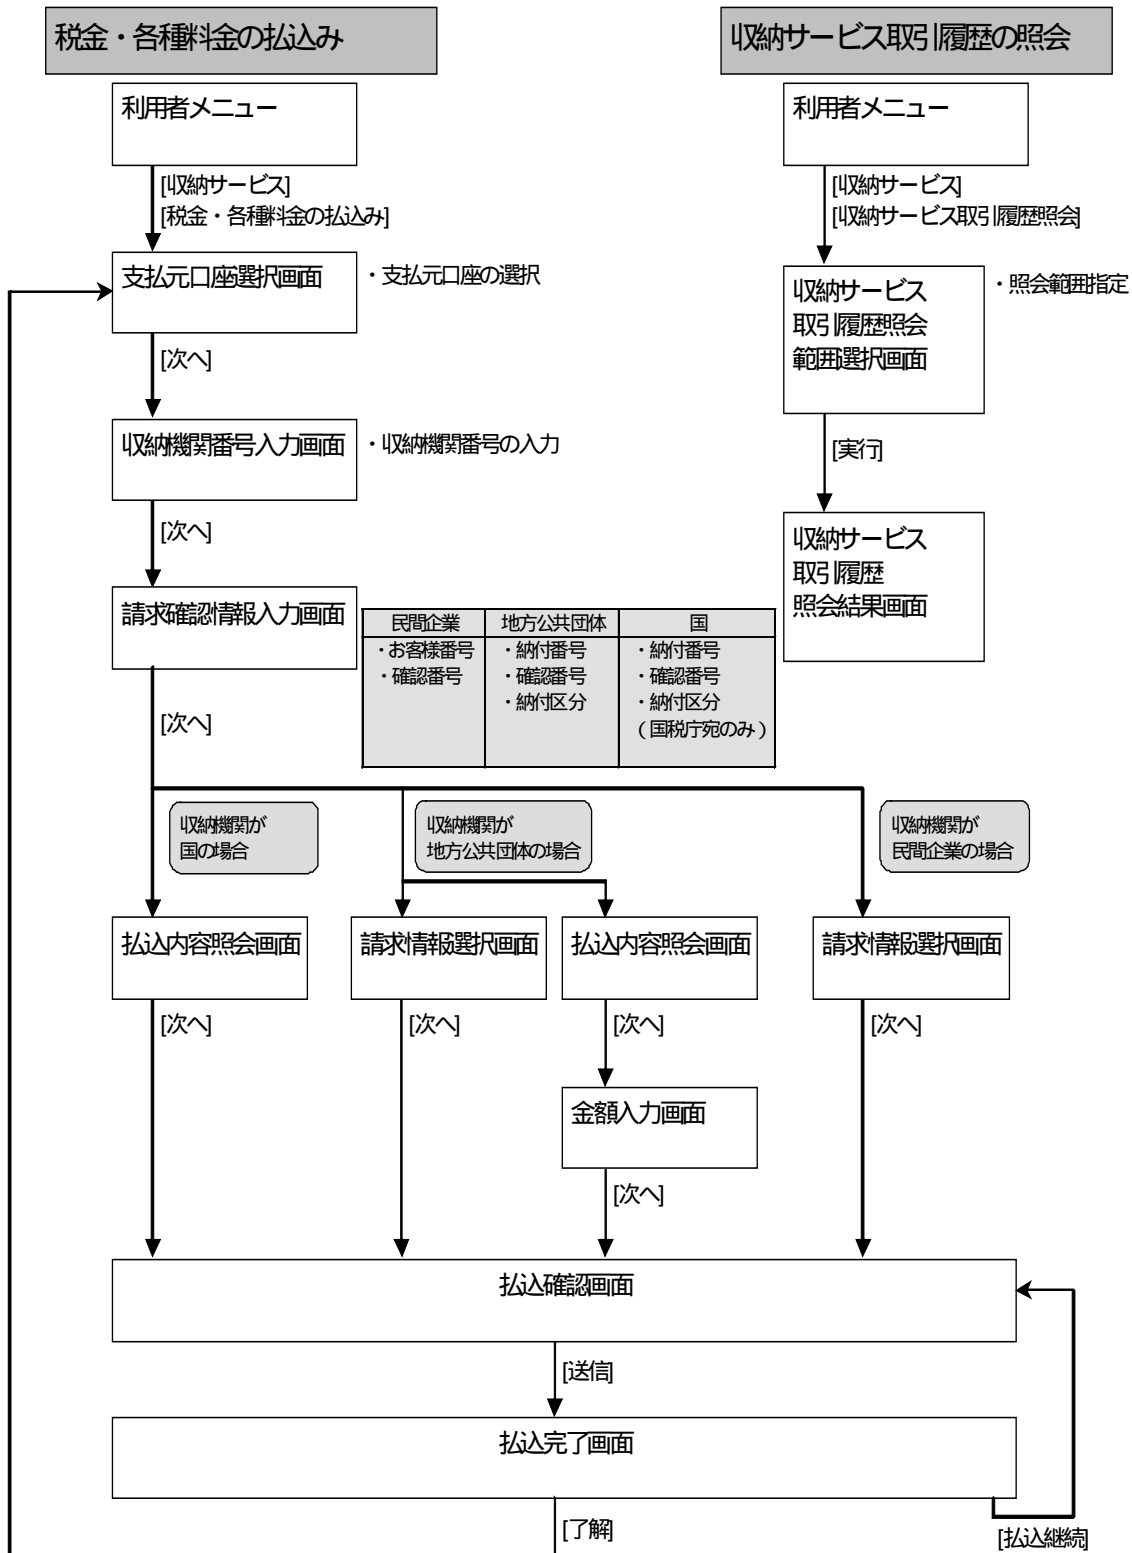 税金・各種料金の払込み
利用者メニュー
[収納サービス]
[税金・各種料金の払込み]
支払元口座選択画面
・支払元口座の選択
[次へ]
収納機関番号入力画面
・収納機関番号の入力
[次へ]
請求確認情報入力画面
民間企業
・お客様番号
・確認番号
地方公共団体
・納付番号
・確認番号
・納付区分
国
・納付番号
・確認番号
・納付区分
（国税庁宛のみ）
[次へ]
収納機関が
国の場合
収納機関が
地方公共団体の場合
収納機関が
民間企業の場合
払込内容照会画面
請求情報選択画面
払込内容照会画面
請求情報選択画面
[次へ]
[次へ]
[次へ]
[次へ]
金額入力画面
[次へ]
払込確認画面
[送信]
払込完了画面
[了解]
[払込継続]
収納サービス取引履歴の照会
利用者メニュー
[収納サービス]
[収納サービス取引履歴照会]
収納サービス
取引履歴照会
範囲選択画面
・照会範囲指定
[実行]
収納サービス
取引履歴
照会結果画面